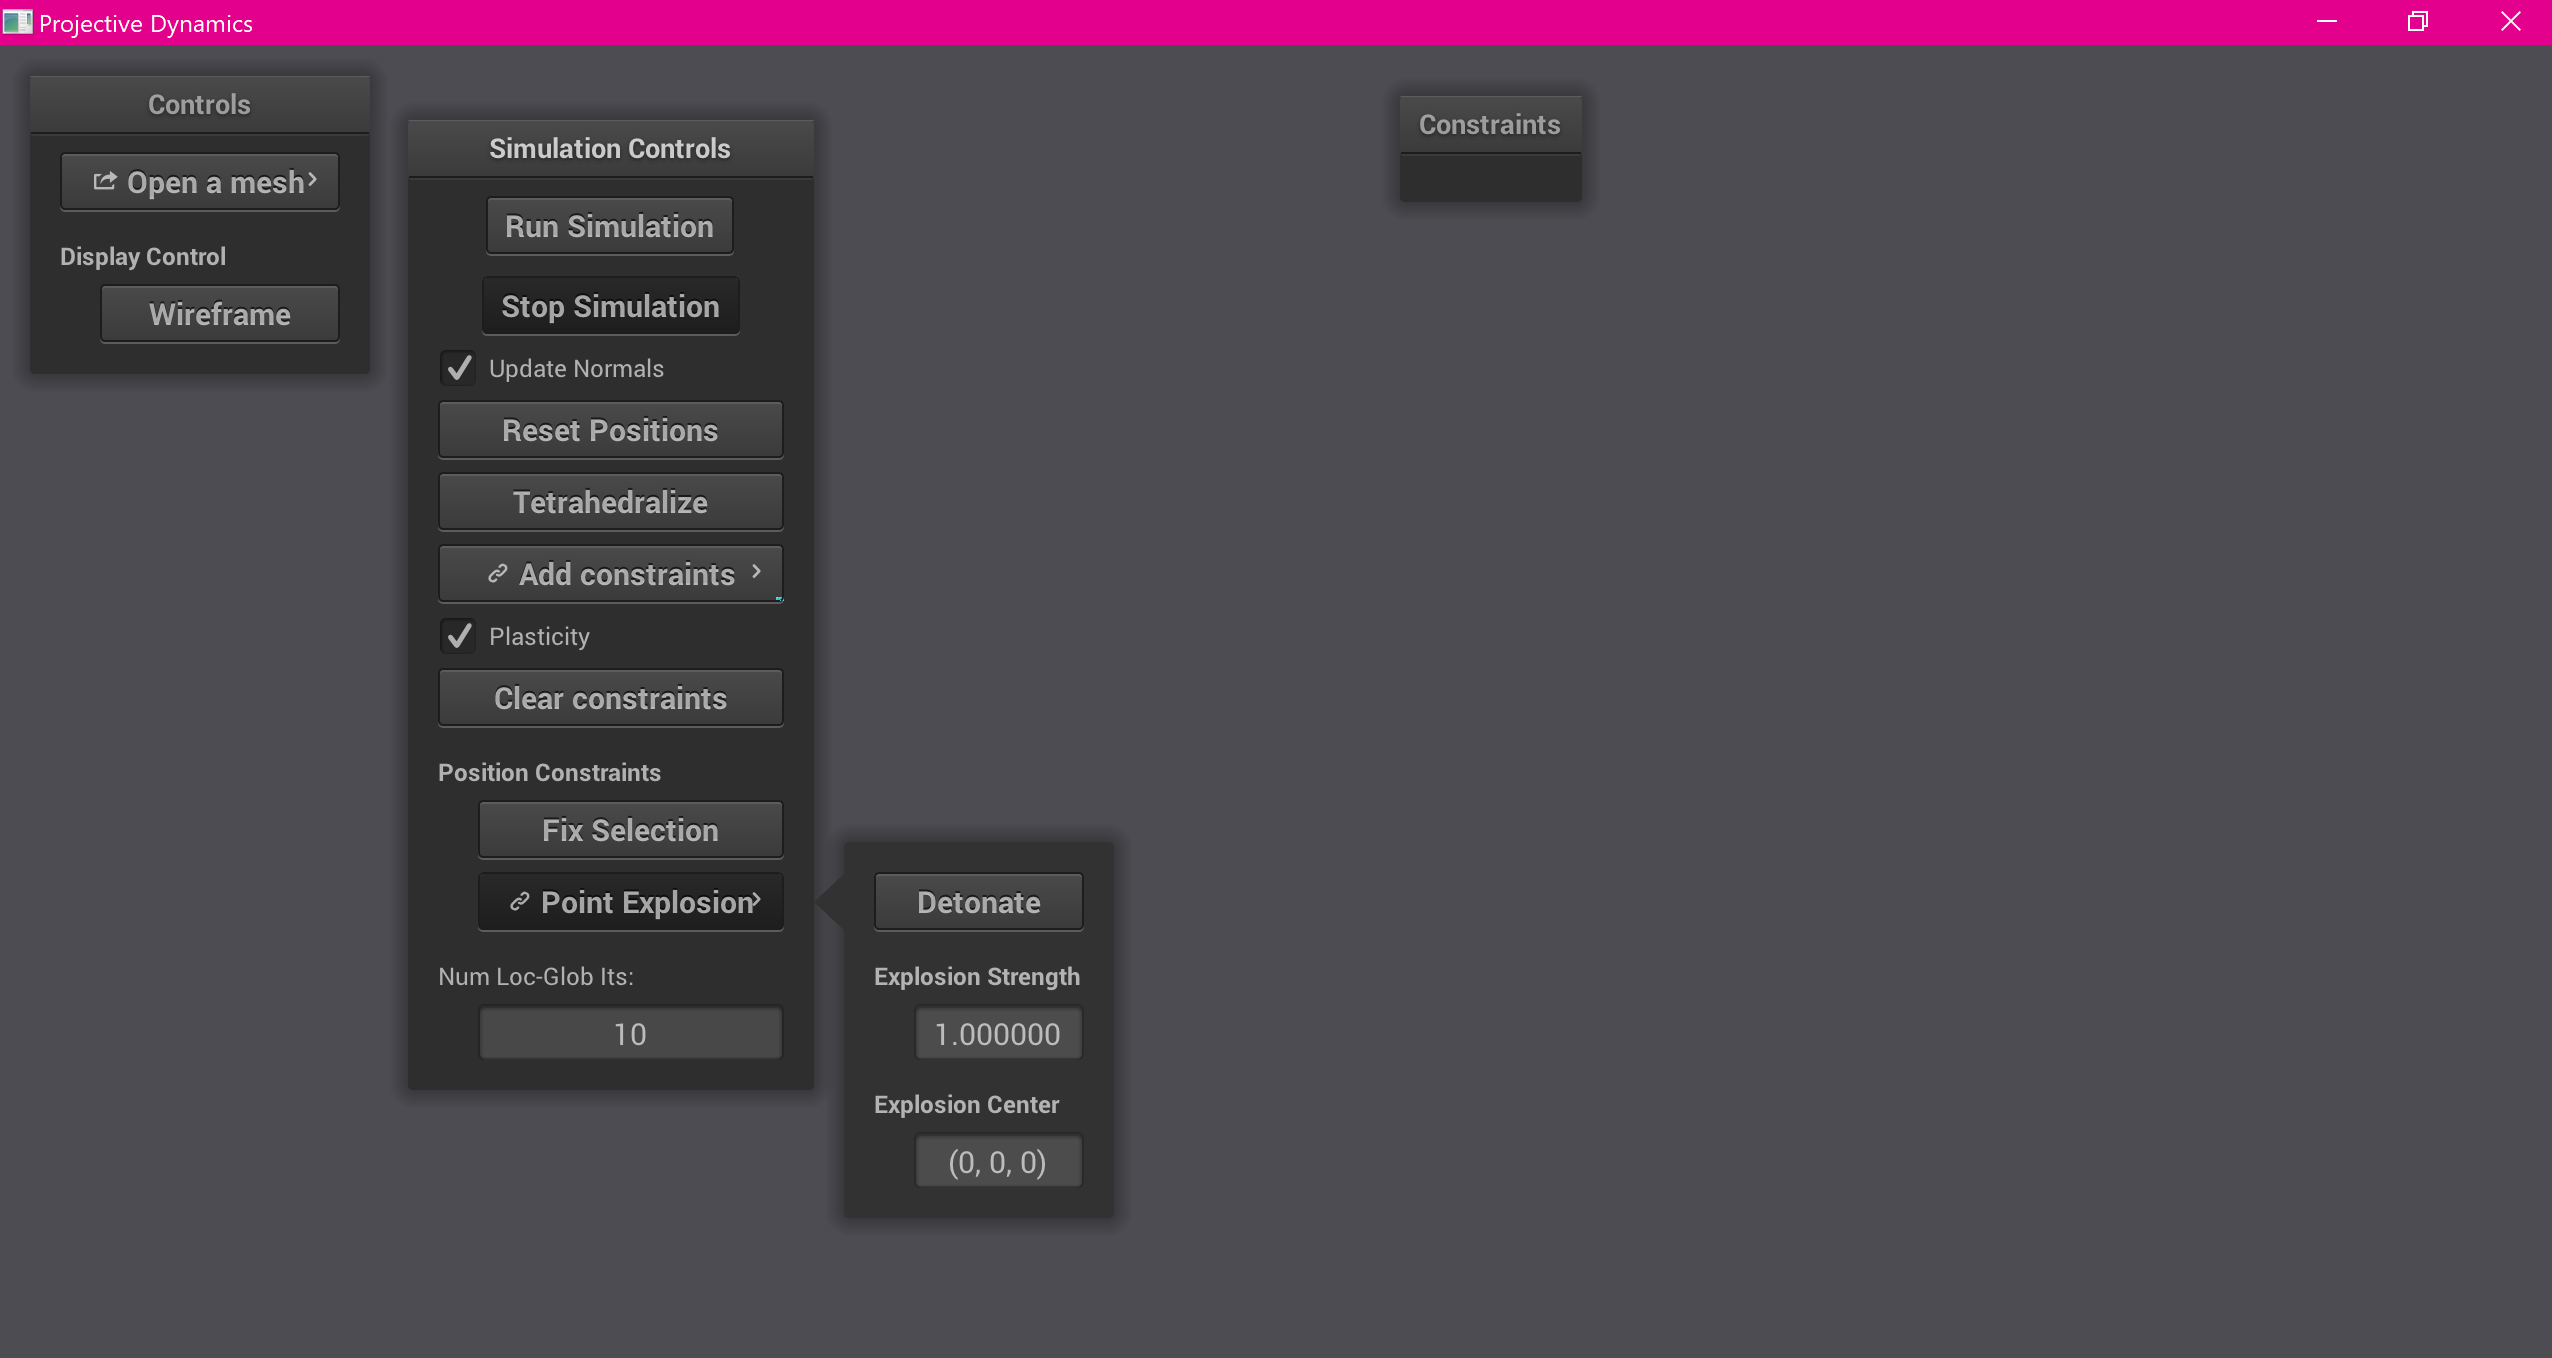 Projective Dynamics
Controls
Open a mesh
Display Control
Wireframe
Simulation Controls
Run Simulation
Stop Simulation
Update Normals
Reset Positions
Tetrahedralize
Add constraints
Plasticity
Clear constraints
Position Constraints
Fix Selection
Point Explosion
Num Loc-Glob Its:
10
Detonate
Explosion Strength
1.000000
Explosion Center
(0, 0, 0)
Constraints